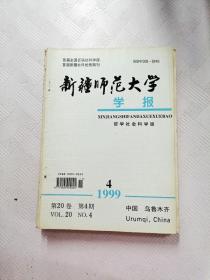 新疆师范大学
学报
XINJIANGSHIFANDAXUEXUEBAO
哲学社会科学版
4
1999
第20卷 第4期
VOL.20 NO.4
中国 乌鲁木齐
Urumqi, China